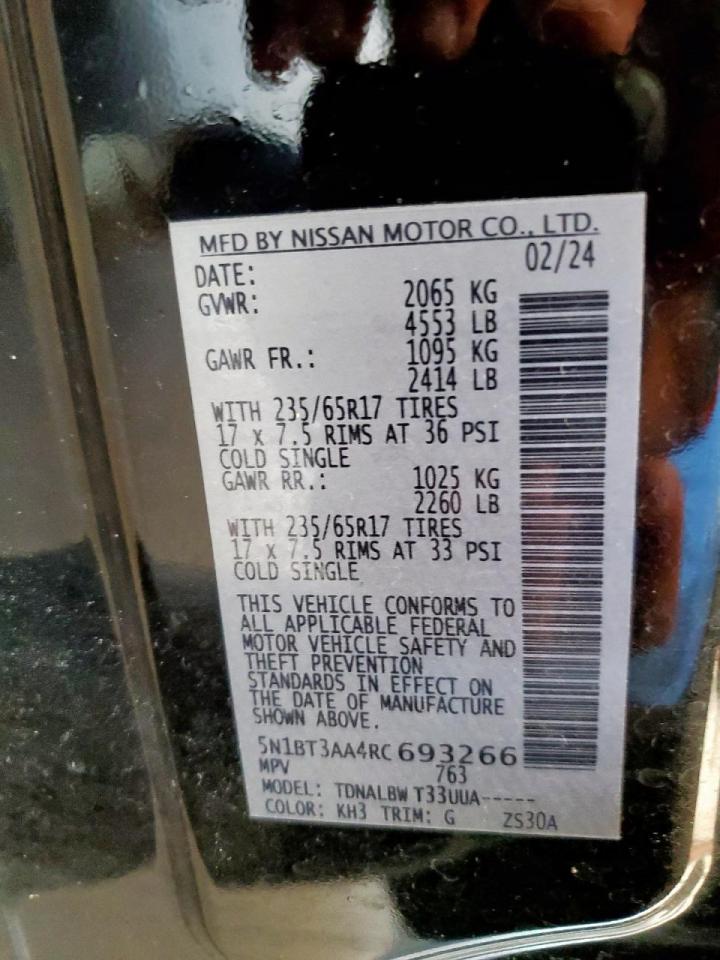 MFD BY NISSAN MOTOR CO., LTD.
DATE: 02/24
GVWR: 2065 KG
4553 LB
GAWR FR.: 1095 KG
2414 LB
WITH 235/65R17 TIRES
17 x 7.5 RIMS AT 36 PSI
COLD SINGLE
GAWR RR.: 1025 KG
2260 LB
WITH 235/65R17 TIRES
17 x 7.5 RIMS AT 33 PSI
COLD SINGLE
THIS VEHICLE CONFORMS TO
ALL APPLICABLE FEDERAL
MOTOR VEHICLE SAFETY AND
THEFT PREVENTION
STANDARDS IN EFFECT ON
THE DATE OF MANUFACTURE
SHOWN ABOVE.
5N1BT3AA4RC693266
MPV 763
MODEL: TDNALBW T33UUA-----
COLOR: KH3 TRIM: G ZS30A